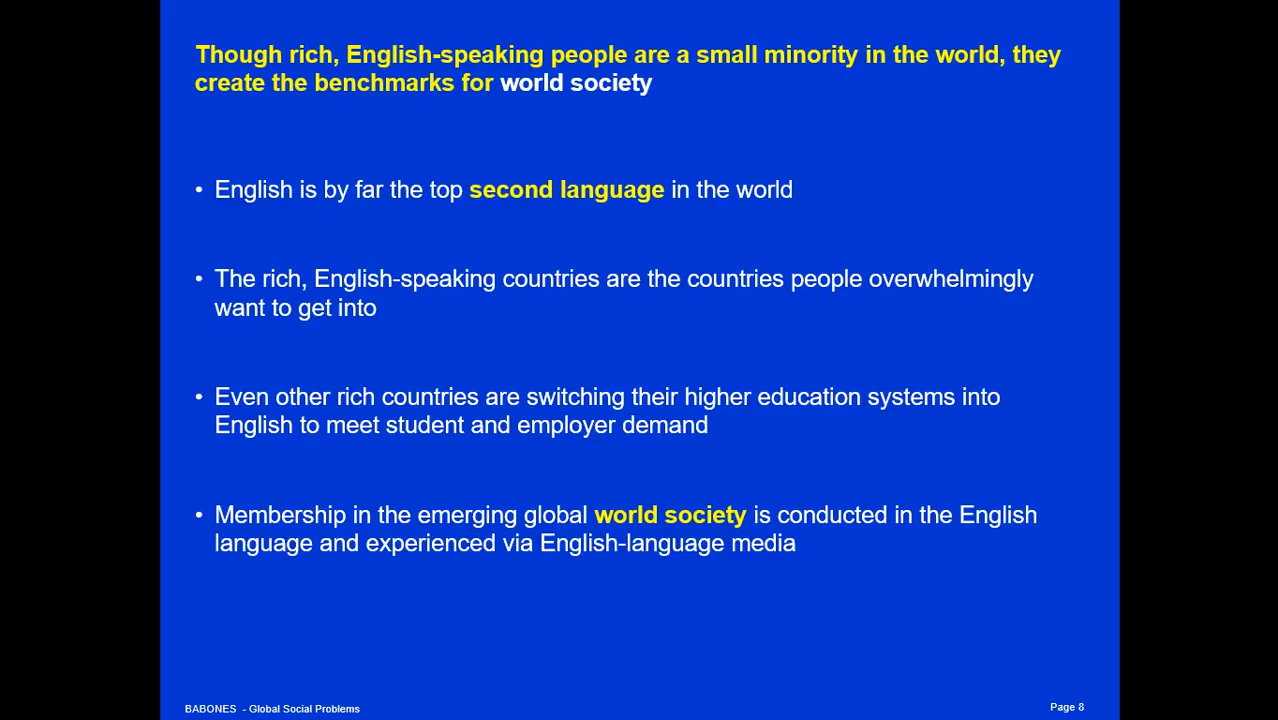 Though rich, English-speaking people are a small minority in the world, they
create the benchmarks for world society
• English is by far the top second language in the world
• The rich, English-speaking countries are the countries people overwhelmingly
want to get into
• Even other rich countries are switching their higher education systems into
English to meet student and employer demand
• Membership in the emerging global world society is conducted in the English
language and experienced via English-language media
BABONES - Global Social Problems
Page 8